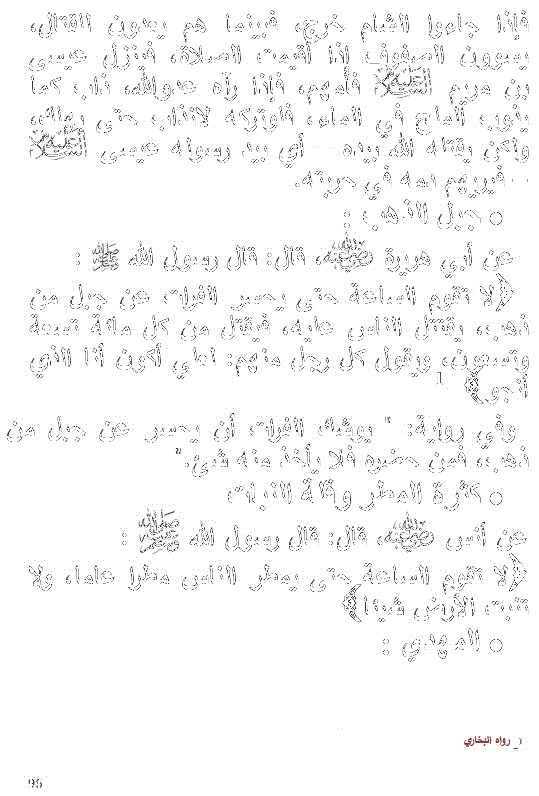 فإذا جاءوا الشام خرج، فبينما هم يعدون القتال،
يسوون الصفوف إذا أقيمت الصلاة، فينزل عيسى
بن مريم عليه السلام فأمهم، فإذا رآه عدو الله، ذاب كما
يذوب الملح في الماء، فلو تركه لانذاب حتى يهلك،
ولكن يقتله الله بيده – أي بيد رسوله عيسى عليه السلام
– فيريهم دمه في حربته.
○ جبل الذهب :
عن أبي هريرة رضي الله عنه، قال: قال رسول الله ﷺ :
﴿لا تقوم الساعة حتى يحسر الفرات عن جبل من
ذهب، يقتتل الناس عليه، فيقتل من كل مائة تسعة
وتسعون، ويقول كل رجل منهم: لعلي أكون أنا الذي
أنجو﴾ 1
وفي رواية: " يوشك الفرات أن يحسر عن جبل من
ذهب، فمن حضره فلا يأخذ منه شئ."
○ كثرة المطر وقلة النبات
عن أنس رضي الله عنه، قال: قال رسول الله ﷺ :
﴿لا تقوم الساعة حتى يمطر الناس مطرا عاما، ولا
تنبت الأرض شيئا﴾
○ المهدي :
1_ رواه البخاري
96